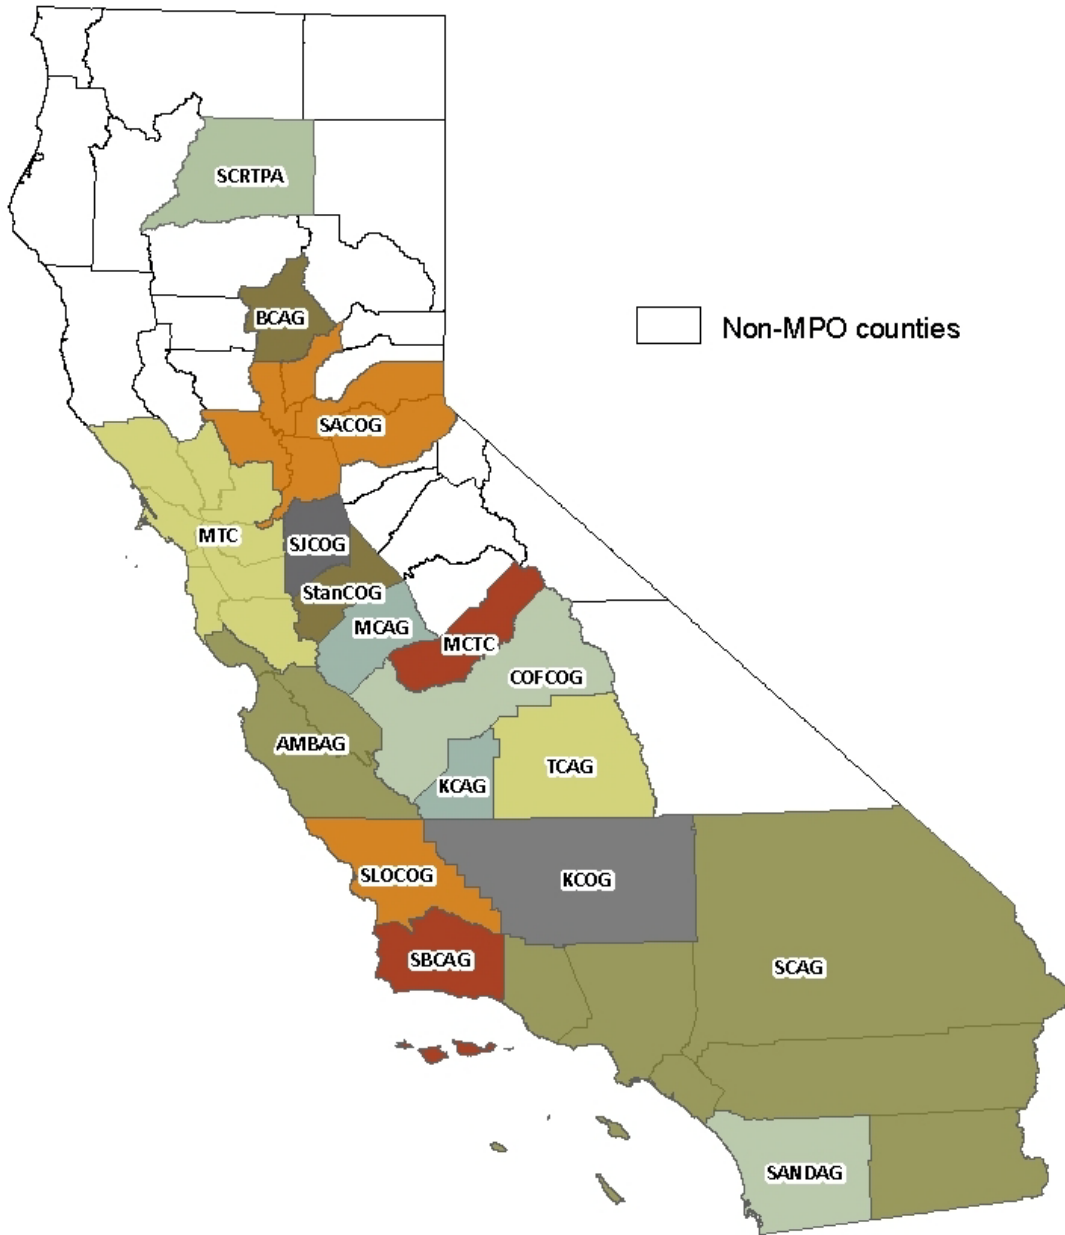 SCRTPA
BCAG
Non-MPO counties
SACOG
MTC
SJCOG
StanCOG
MCAG
MCTC
COFCOG
AMBAG
TCAG
KCAG
SLOCOG
KCOG
SBCAG
SCAG
SANDAG